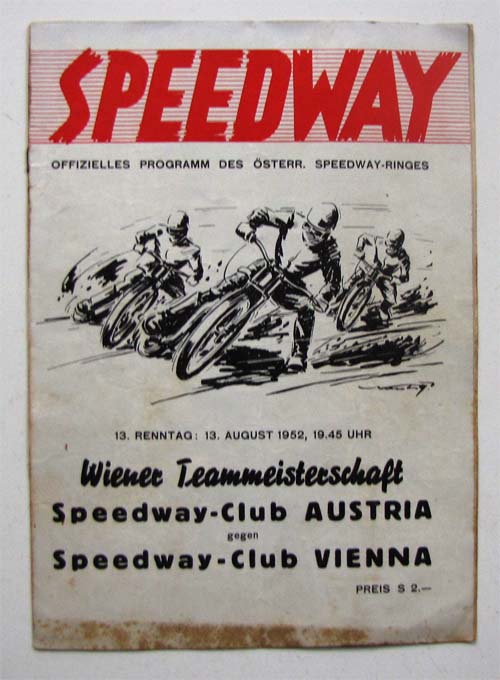 SPEEDWAY
OFFIZIELLES PROGRAMM DES ÖSTERR. SPEEDWAY-RINGES
13. RENNTAG: 13. AUGUST 1952, 19.45 UHR
Wiener Teammeisterschaft
Speedway-Club AUSTRIA
gegen
Speedway-Club VIENNA
PREIS S 2.—